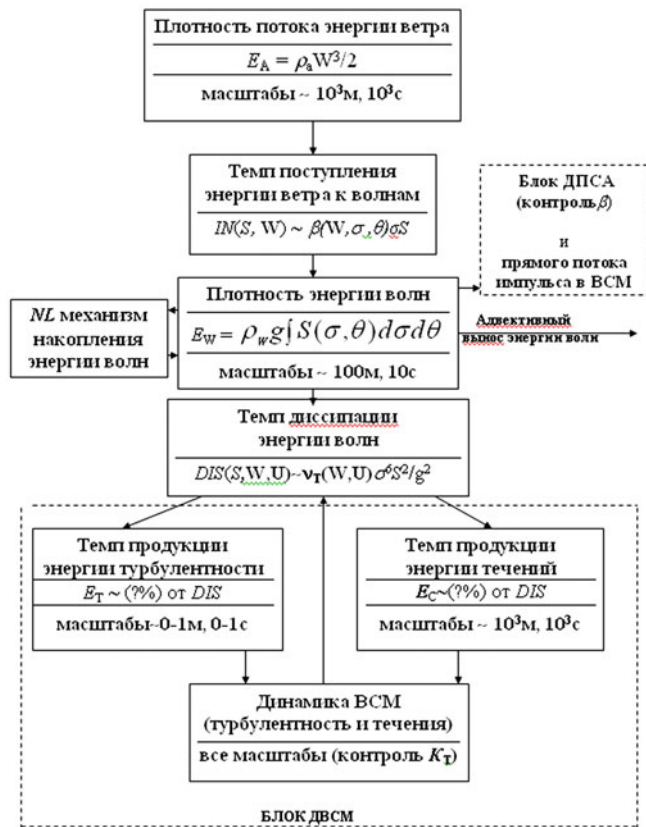 Плотность потока энергии ветра
E_A = ρ_a W³/2
масштабы ~ 10³м, 10³с
Темп поступления
энергии ветра к волнам
IN(S, W) ~ β(W,σ,θ)σS
Блок ДПСА
(контроль β)
и
прямого потока
импульса в ВСМ
NL механизм
накопления
энергии волн
Плотность энергии волн
E_W = ρ_w g∫ S(σ,θ)dσdθ
масштабы ~ 100м, 10с
Адвективный
вынос энергии волн
Темп диссипации
энергии волн
DIS(S,W,U)~ν_T(W,U)σ⁶S²/g²
Темп продукции
энергии турбулентности
E_T ~ (?%) от DIS
масштабы~0-1м, 0-1с
Темп продукции
энергии течений
E_C~(?%) от DIS
масштабы ~ 10³м, 10³с
Динамика ВСМ
(турбулентность и течения)
все масштабы (контроль K_T)
БЛОК ДВСМ